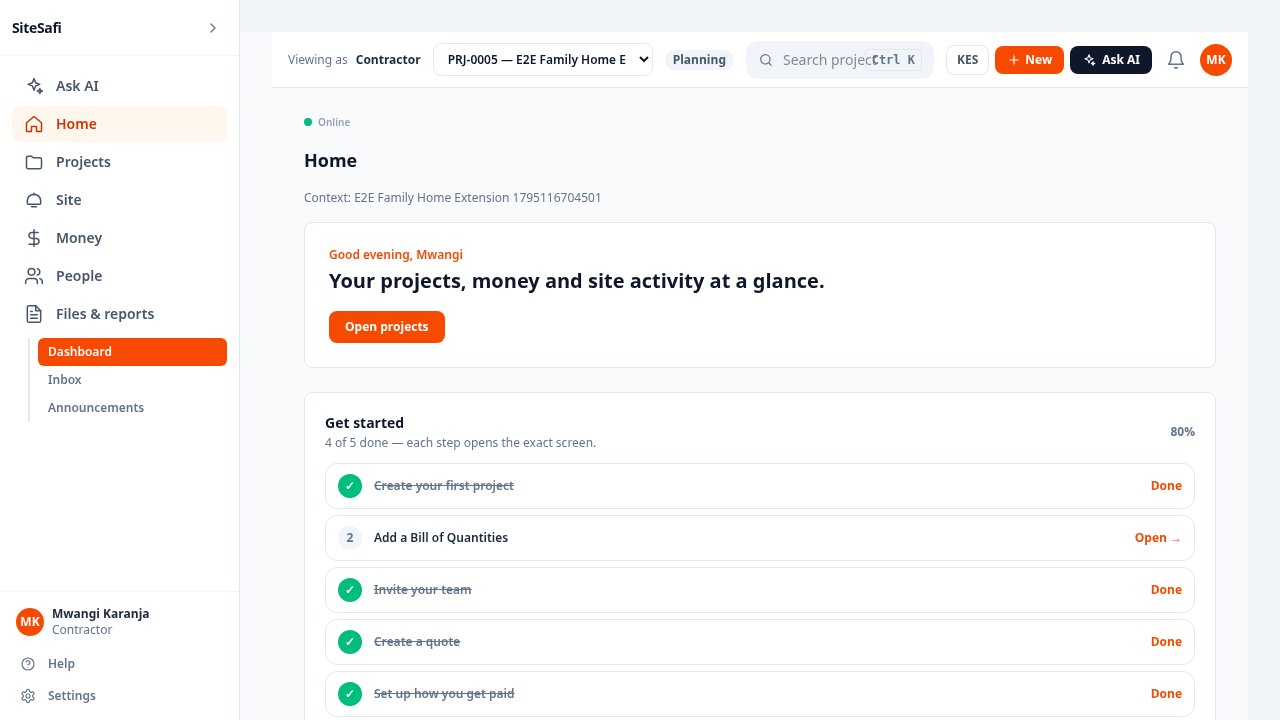 SiteSafi
Ask AI
Home
Projects
Site
Money
People
Files & reports
Dashboard
Inbox
Announcements
MK
Mwangi Karanja
Contractor
Help
Settings
Viewing as Contractor
PRJ-0005 — E2E Family Home E
Planning
Search project
Ctrl K
KES
New
Ask AI
MK
Online
Home
Context: E2E Family Home Extension 1795116704501
Good evening, Mwangi
Your projects, money and site activity at a glance.
Open projects
Get started
4 of 5 done — each step opens the exact screen.
80%
✓ Create your first project Done
2 Add a Bill of Quantities Open →
✓ Invite your team Done
✓ Create a quote Done
✓ Set up how you get paid Done